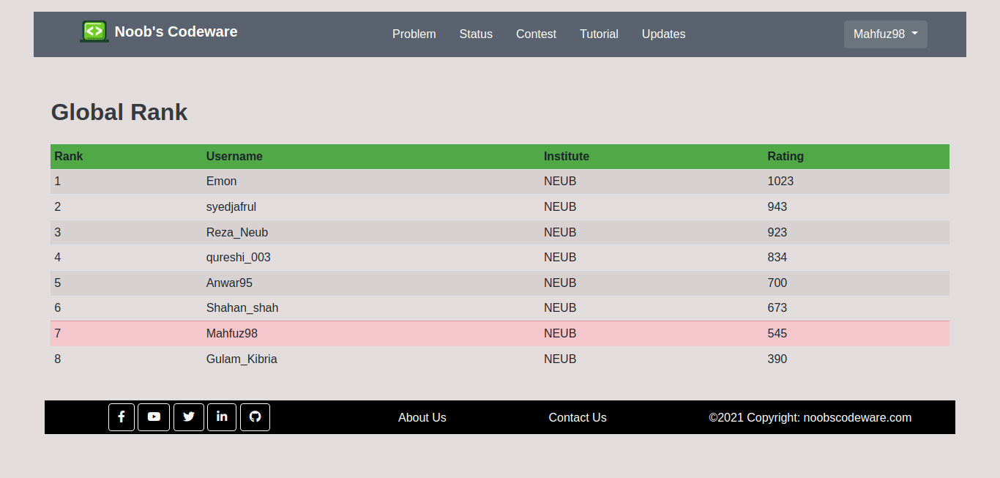 Noob's Codeware Problem Status Contest Tutorial Updates Mahfuz98
Global Rank
Rank Username Institute Rating
1 Emon NEUB 1023
2 syedjafrul NEUB 943
3 Reza_Neub NEUB 923
4 qureshi_003 NEUB 834
5 Anwar95 NEUB 700
6 Shahan_shah NEUB 673
7 Mahfuz98 NEUB 545
8 Gulam_Kibria NEUB 390
About Us Contact Us ©2021 Copyright: noobscodeware.com